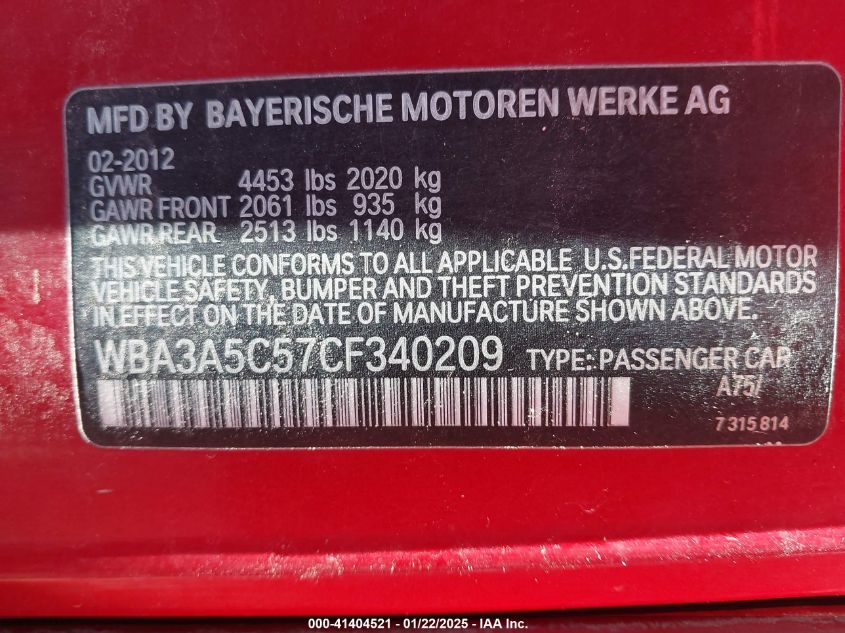 MFD BY BAYERISCHE MOTOREN WERKE AG
02-2012
GVWR 4453 lbs 2020 kg
GAWR FRONT 2061 lbs 935 kg
GAWR REAR 2513 lbs 1140 kg
THIS VEHICLE CONFORMS TO ALL APPLICABLE U.S.FEDERAL MOTOR
VEHICLE SAFETY, BUMPER AND THEFT PREVENTION STANDARDS
IN EFFECT ON THE DATE OF MANUFACTURE SHOWN ABOVE.
WBA3A5C57CF340209 TYPE: PASSENGER CAR
A75/
7315814
000-41404521 - 01/22/2025 - IAA Inc.